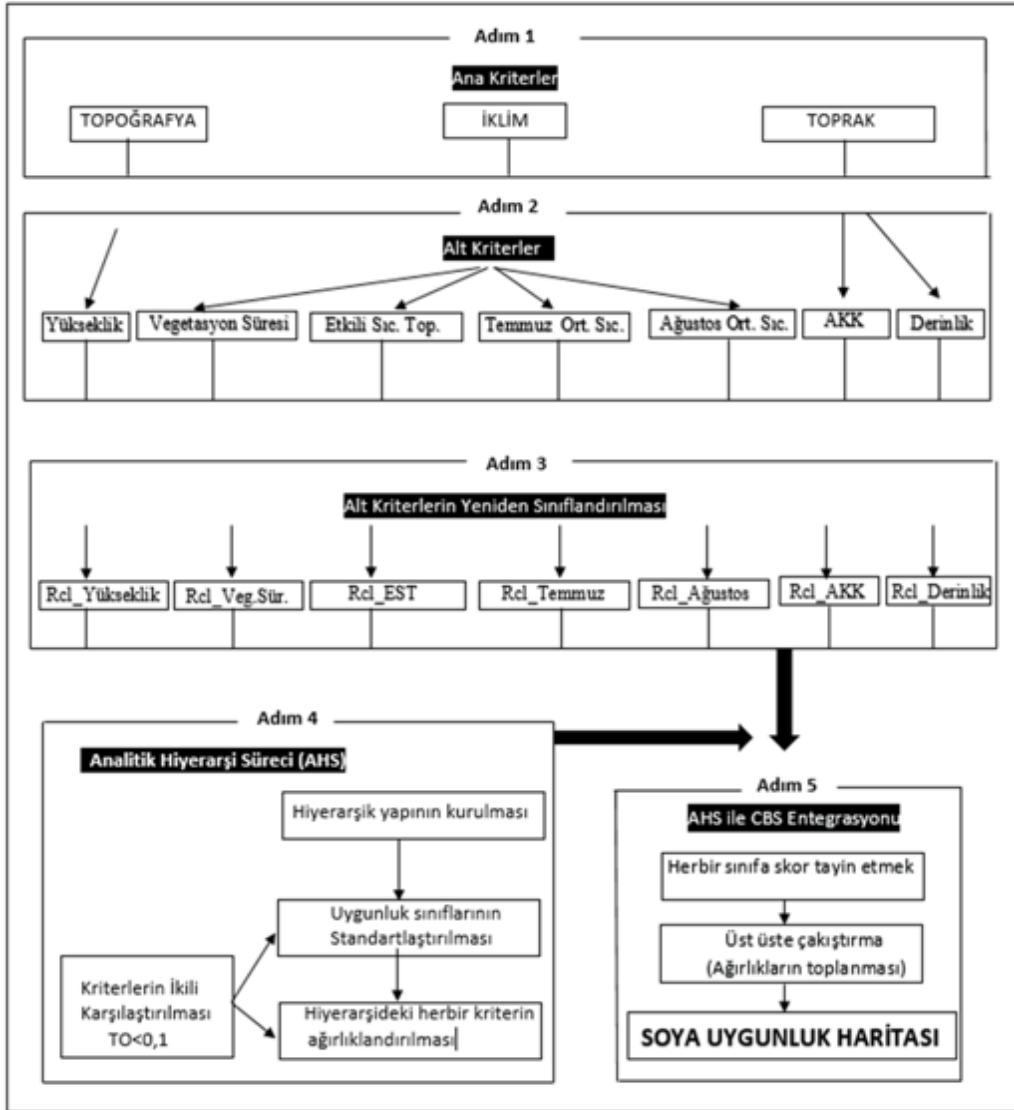 Adım 1
Ana Kriterler
TOPOĞRAFYA
İKLİM
TOPRAK
Adım 2
Alt Kriterler
Yükseklik
Vegetasyon Süresi
Etkili Sıc. Top.
Temmuz Ort. Sıc.
Ağustos Ort. Sıc.
AKK
Derinlik
Adım 3
Alt Kriterlerin Yeniden Sınıflandırılması
Rcl_Yükseklik
Rcl_Veg.Sür.
Rcl_EST
Rcl_Temmuz
Rcl_Ağustos
Rcl_AKK
Rcl_Derinlik
Adım 4
Analitik Hiyerarşi Süreci (AHS)
Hiyerarşik yapının kurulması
Uygunluk sınıflarının
Standartlaştırılması
Kriterlerin İkili
Karşılaştırılması
TO<0,1
Hiyerarşideki herbir kriterin
ağırlıklandırılması
Adım 5
AHS ile CBS Entegrasyonu
Herbir sınıfa skor tayin etmek
Üst üste çakıştırma
(Ağırlıkların toplanması)
SOYA UYGUNLUK HARİTASI